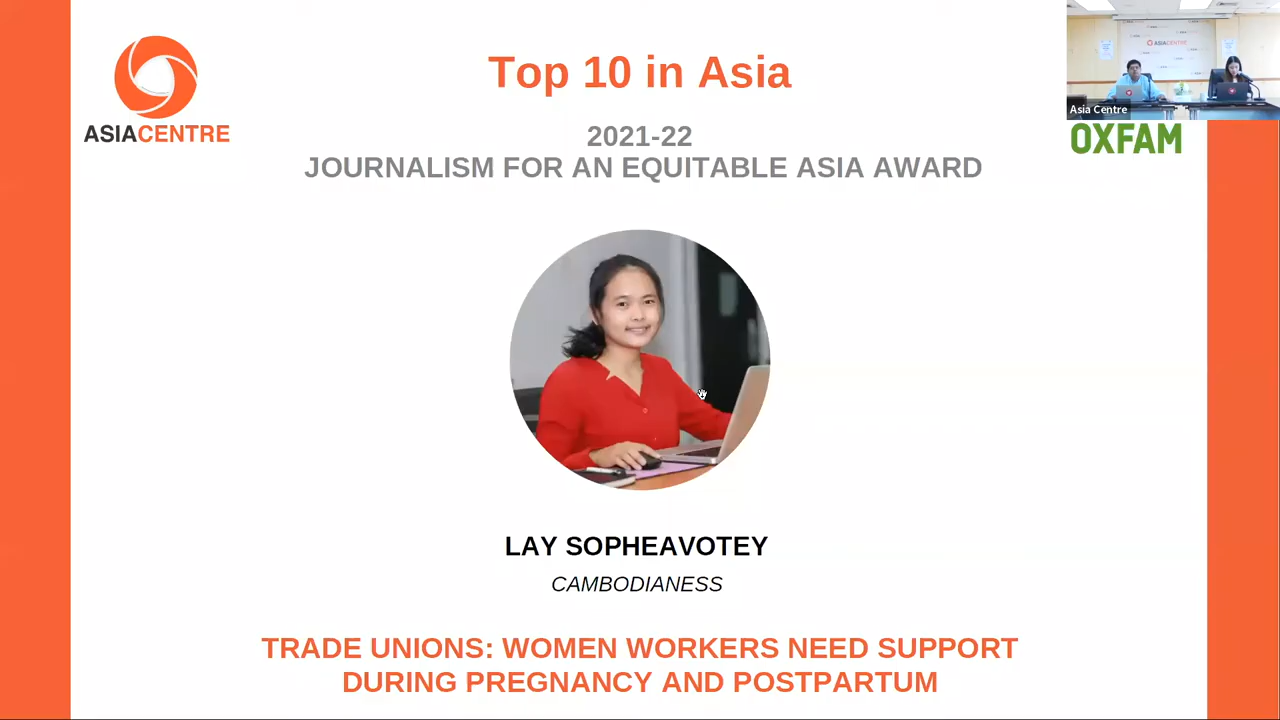 ASIACENTRE
Top 10 in Asia
2021-22
JOURNALISM FOR AN EQUITABLE ASIA AWARD
ASIACENTRE
Asia Centre
OXFAM
LAY SOPHEAVOTEY
CAMBODIANESS
TRADE UNIONS: WOMEN WORKERS NEED SUPPORT
DURING PREGNANCY AND POSTPARTUM